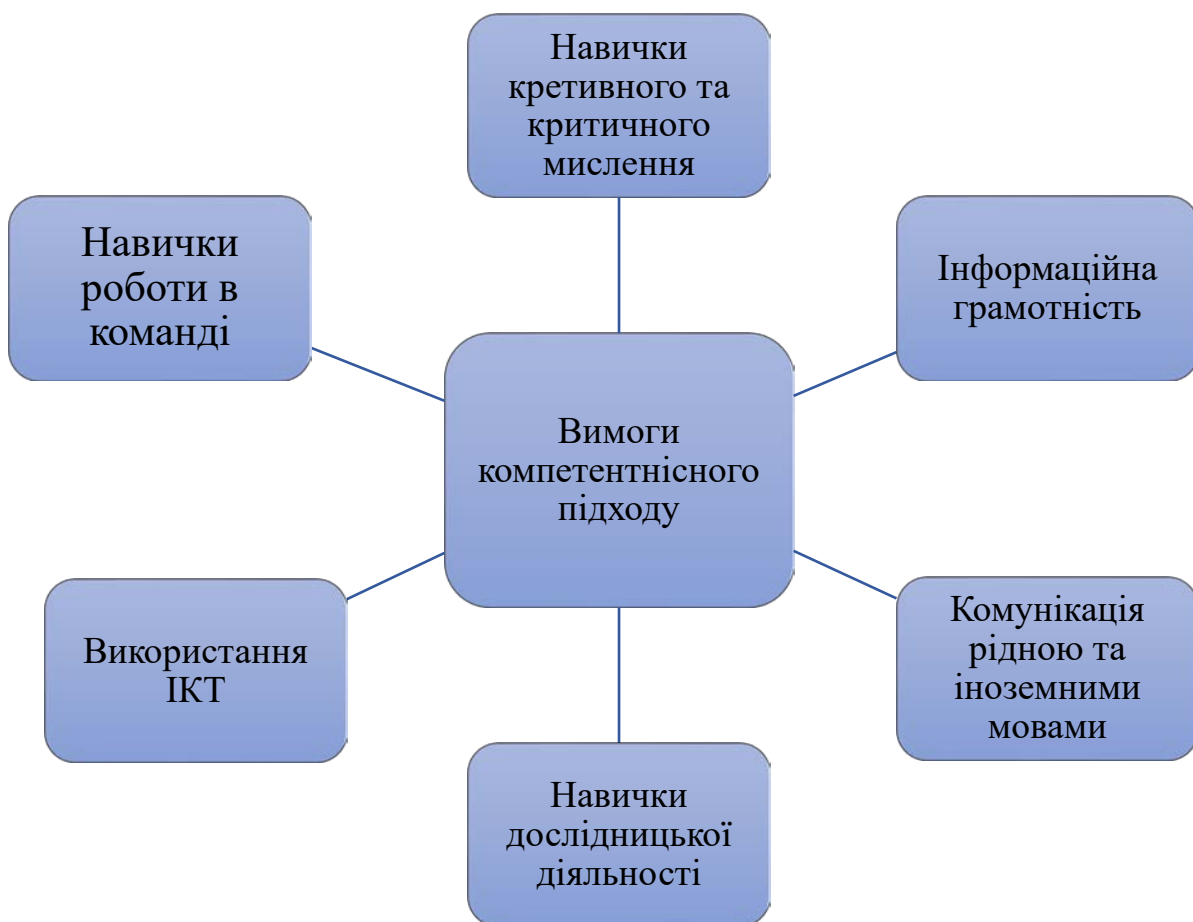 Навички
кретивного та
критичного
мислення
Навички
роботи в
команді
Інформаційна
грамотність
Вимоги
компетентнісного
підходу
Використання
ІКТ
Комунікація
рідною та
іноземними
мовами
Навички
дослідницької
діяльності